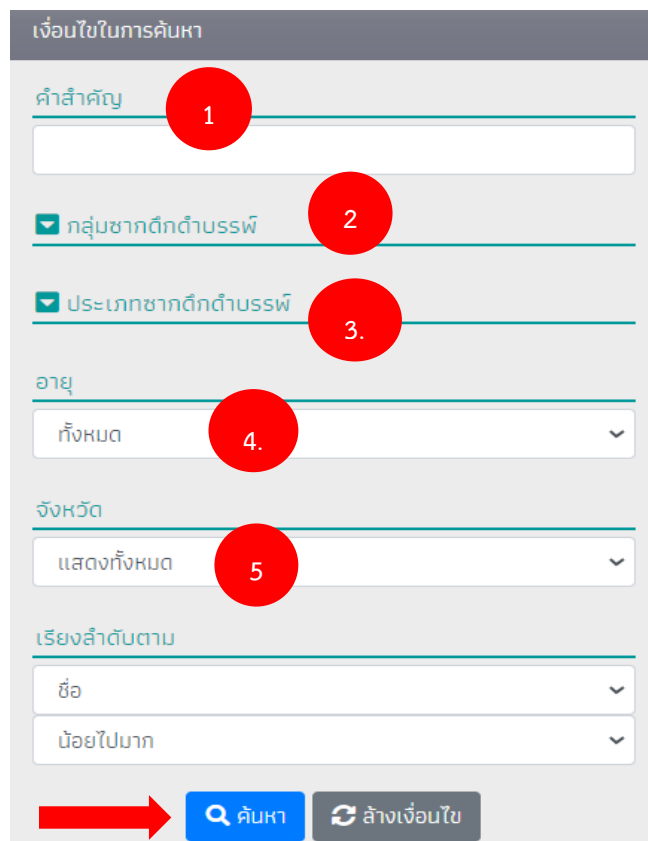 เงื่อนไขในการค้นหา
คำสำคัญ
1
กลุ่มซากดึกดำบรรพ์
2
ประเภทซากดึกดำบรรพ์
3.
อายุ
ทั้งหมด
4.
จังหวัด
แสดงทั้งหมด
5
เรียงลำดับตาม
ชื่อ
น้อยไปมาก
ค้นหา ล้างเงื่อนไข